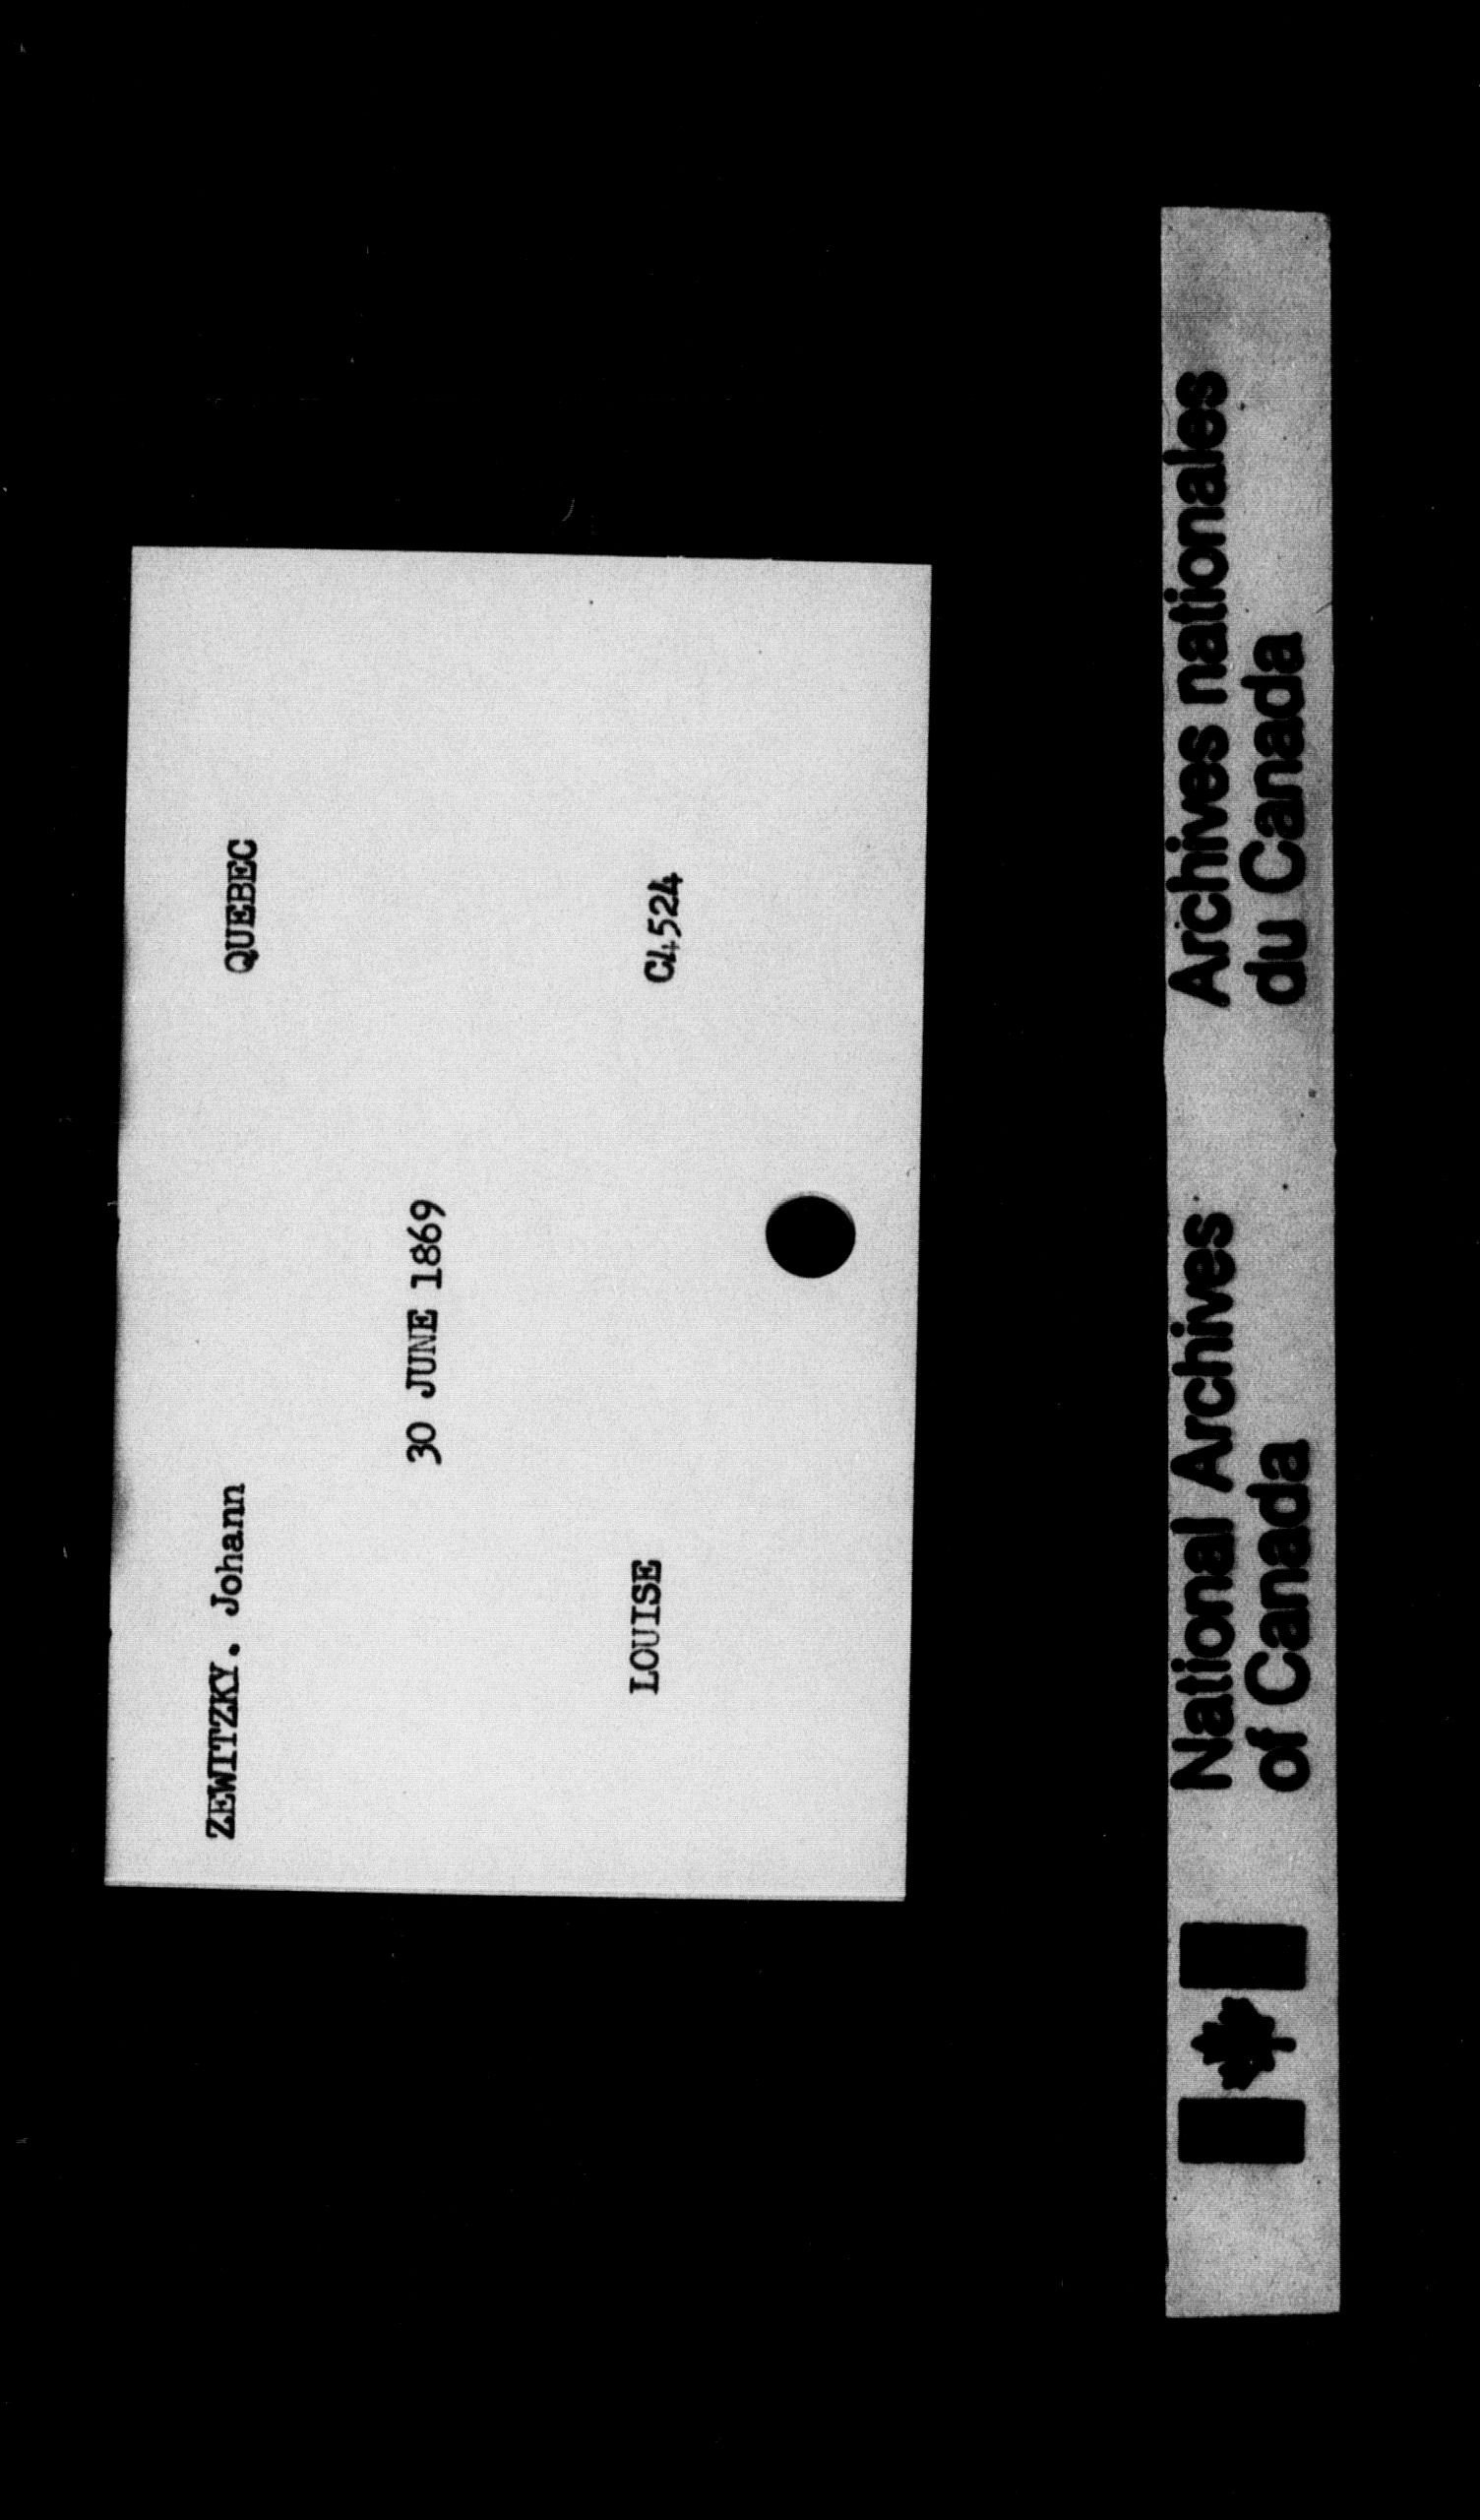 ZEWITZKY. Johann QUEBEC
30 JUNE 1869
LOUISE C4524
National Archives of Canada
Archives nationales du Canada